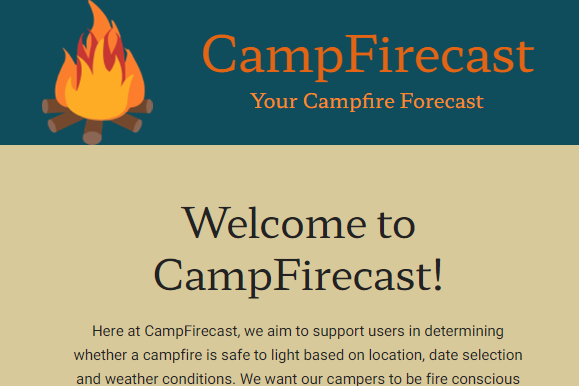 CampFirecast
Your Campfire Forecast
Welcome to
CampFirecast!
Here at CampFirecast, we aim to support users in determining
whether a campfire is safe to light based on location, date selection
and weather conditions. We want our campers to be fire conscious